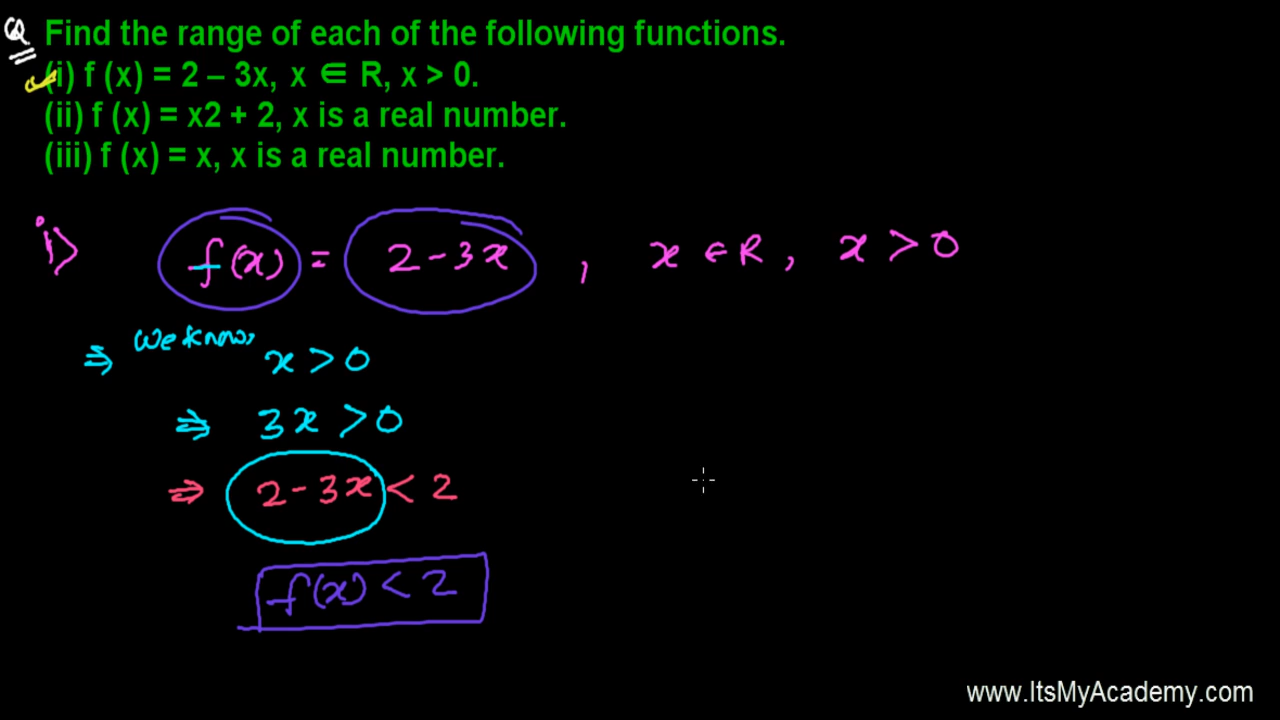 Q Find the range of each of the following functions.
(i) f (x) = 2 – 3x, x ∈ R, x > 0.
(ii) f (x) = x2 + 2, x is a real number.
(iii) f (x) = x, x is a real number.
i) f(x) = 2 - 3x , x ∈ R , x > 0
⇒ We know x > 0
⇒ 3x > 0
⇒ 2 - 3x < 2
f(x) < 2
www.ItsMyAcademy.com